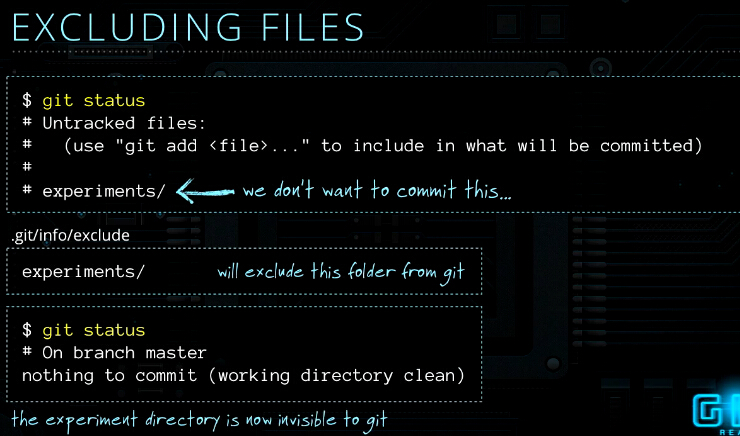 EXCLUDING FILES
$ git status
# Untracked files:
#   (use "git add <file>..." to include in what will be committed)
#
# experiments/ we don't want to commit this...
.git/info/exclude
experiments/ will exclude this folder from git
$ git status
# On branch master
nothing to commit (working directory clean)
the experiment directory is now invisible to git